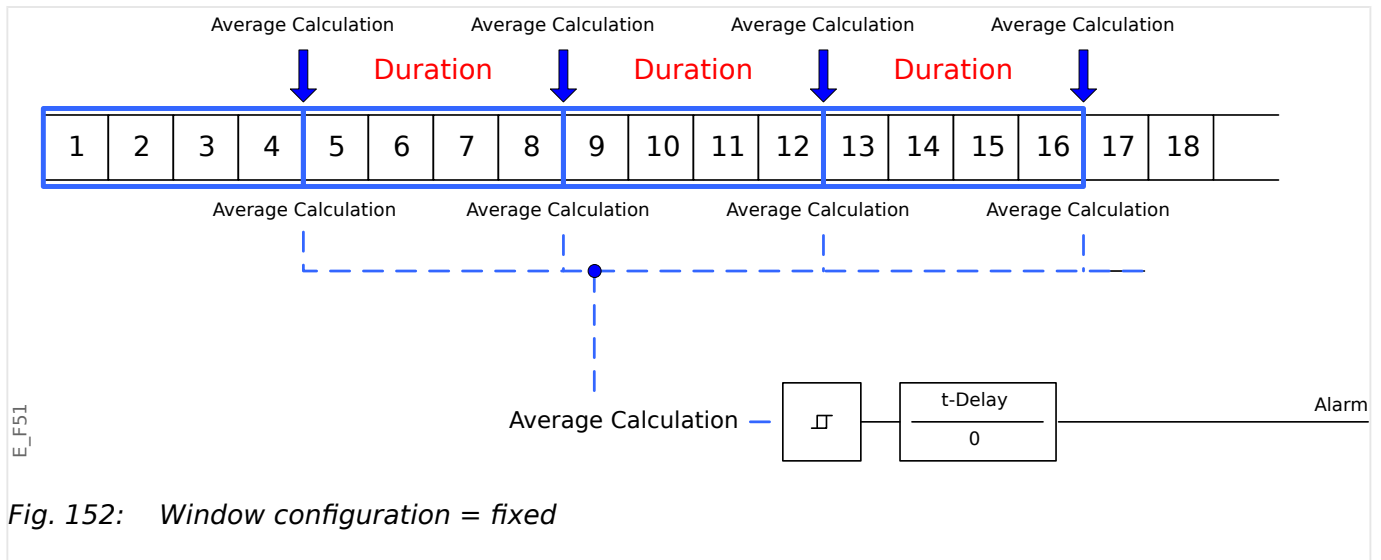 Average Calculation Average Calculation Average Calculation Average Calculation
Duration Duration Duration
1 2 3 4 5 6 7 8 9 10 11 12 13 14 15 16 17 18
Average Calculation Average Calculation Average Calculation Average Calculation
t-Delay
Alarm
Average Calculation
0
E_F51
Fig. 152: Window configuration = fixed